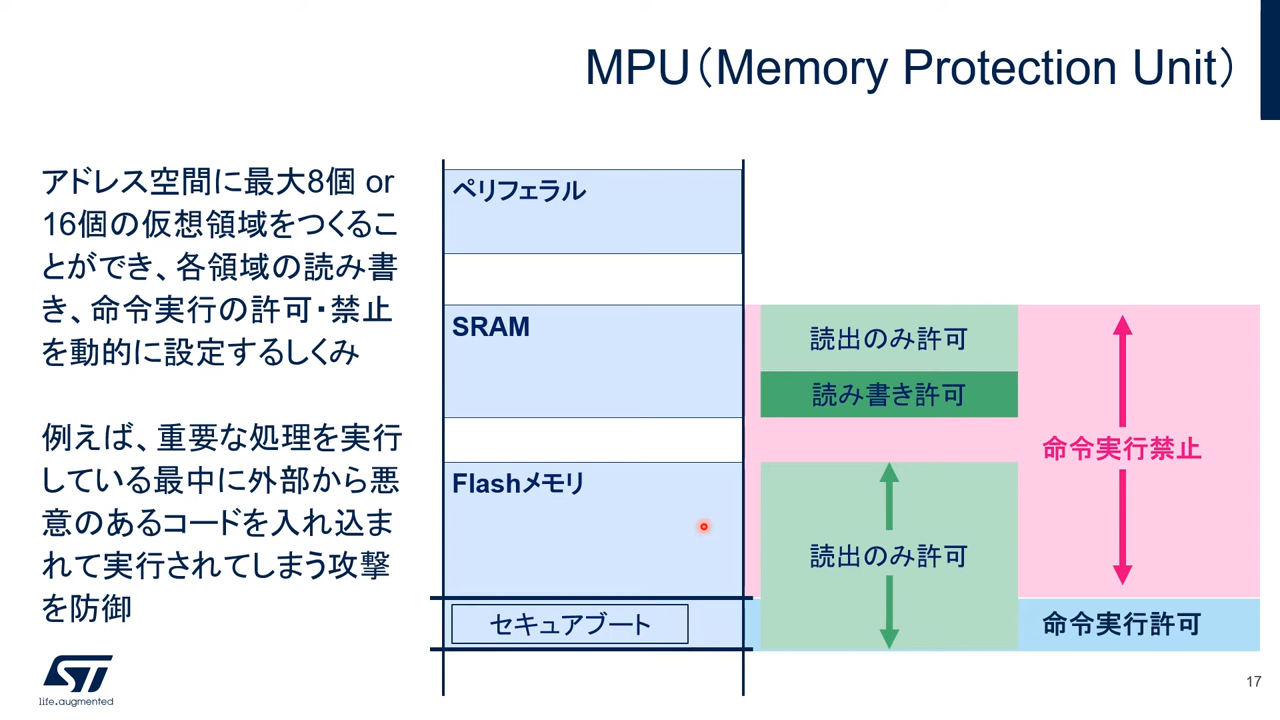 MPU（Memory Protection Unit）
アドレス空間に最大8個 or
16個の仮想領域をつくるこ
とができ、各領域の読み書
き、命令実行の許可・禁止
を動的に設定するしくみ
例えば、重要な処理を実行
している最中に外部から悪
意のあるコードを入れ込ま
れて実行されてしまう攻撃
を防御
ペリフェラル
SRAM
Flashメモリ
セキュアブート
読出のみ許可
読み書き許可
読出のみ許可
命令実行禁止
命令実行許可
ST
life.augmented
17